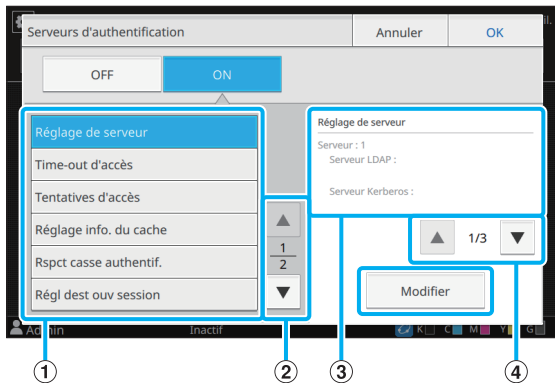 Serveurs d'authentification
Annuler
OK
il.
OFF
ON
Réglage de serveur
Time-out d'accès
Tentatives d'accès
Réglage info. du cache
Rspct casse authentif.
Régl dest ouv session
1
2
Réglage de serveur
Serveur : 1
Serveur LDAP :
Serveur Kerberos :
1/3
Modifier
Admin
Inactif
K C M Y G
1 2 3 4